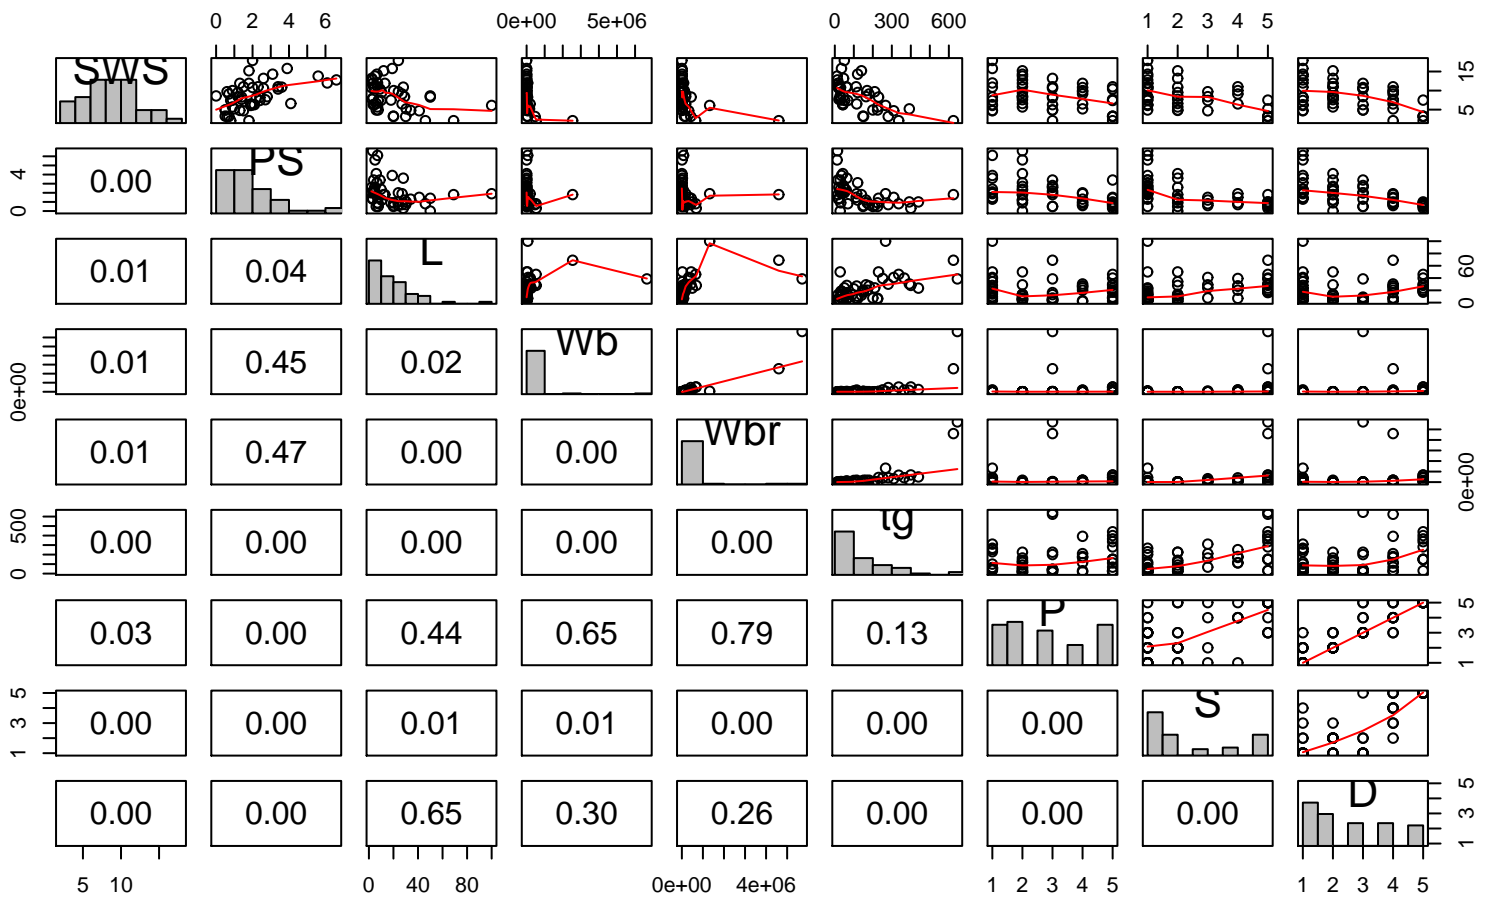 0 2 4 6 0e+00 5e+06 0 300 600 1 2 3 4 5
SWS 5 15
0 4 0.00 PS
0.01 0.04 L 0 60
0e+00 0.01 0.45 0.02 Wb
0.01 0.47 0.00 0.00 Wbr 0e+00
0 500 0.00 0.00 0.00 0.00 0.00 tg
0.03 0.00 0.44 0.65 0.79 0.13 P 1 3 5
1 3 5 0.00 0.00 0.01 0.01 0.00 0.00 0.00 S
0.00 0.00 0.65 0.30 0.26 0.00 0.00 0.00 D 1 3 5
5 10 0 40 80 0e+00 4e+06 1 2 3 4 5 1 2 3 4 5